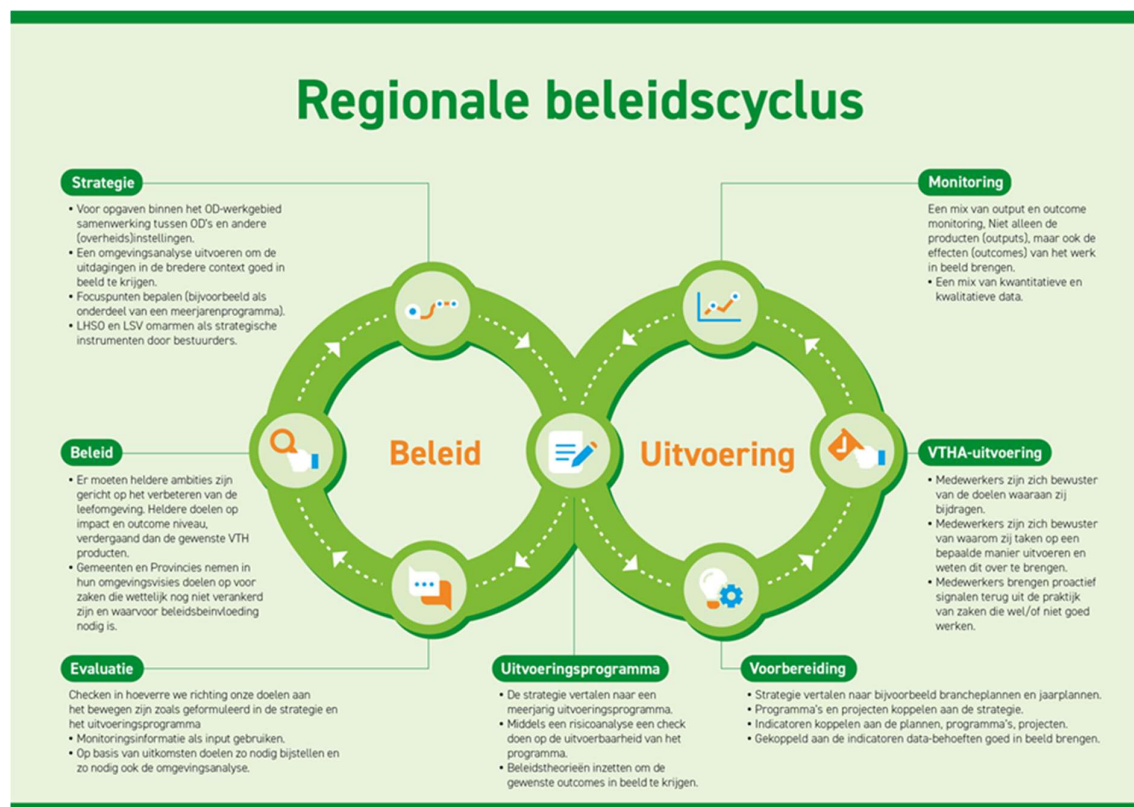 Regionale beleidscyclus
Strategie
• Voor opgaven binnen het OD-werkgebied
samenwerking tussen OD's en andere
(overheids)instellingen.
• Een omgevingsanalyse uitvoeren om de
uitdagingen in de bredere context goed in
beeld te krijgen.
• Focuspunten bepalen (bijvoorbeeld als
onderdeel van een meerjarenprogramma).
• LHSO en LSV omarmen als strategische
instrumenten door bestuurders.
Monitoring
Een mix van output en outcome
monitoring, Niet alleen de
producten (outputs), maar ook de
effecten (outcomes) van het werk
in beeld brengen.
• Een mix van kwantitatieve en
kwalitatieve data.
Beleid
Uitvoering
Beleid
• Er moeten heldere ambities zijn
gericht op het verbeteren van de
leefomgeving. Heldere doelen op
impact en outcome niveau,
verdergaand dan de gewenste VTH
producten.
• Gemeenten en Provincies nemen in
hun omgevingsvisies doelen op voor
zaken die wettelijk nog niet verankerd
zijn en waarvoor beleidsbeinvloeding
nodig is.
VTHA-uitvoering
• Medewerkers zijn zich bewuster
van de doelen waaraan zij
bijdragen.
• Medewerkers zijn zich bewuster
van waarom zij taken op een
bepaalde manier uitvoeren en
weten dit over te brengen.
• Medewerkers brengen proactief
signalen terug uit de praktijk
van zaken die wel/of niet goed
werken.
Evaluatie
Checken in hoeverre we richting onze doelen aan
het bewegen zijn zoals geformuleerd in de strategie en
het uitvoeringsprogramma
• Monitoringsinformatie als input gebruiken.
• Op basis van uitkomsten doelen zo nodig bijstellen en
zo nodig ook de omgevingsanalyse.
Uitvoeringsprogramma
• De strategie vertalen naar een
meerjarig uitvoeringsprogramma.
• Middels een risicoanalyse een check
doen op de uitvoerbaarheid van het
programma.
• Beleidstheorieën inzetten om de
gewenste outcomes in beeld te krijgen.
Voorbereiding
• Strategie vertalen naar bijvoorbeeld brancheplannen en jaarplannen.
• Programma's en projecten koppelen aan de strategie.
• Indicatoren koppelen aan de plannen, programma's, projecten.
• Gekoppeld aan de indicatoren data-behoeften goed in beeld brengen.